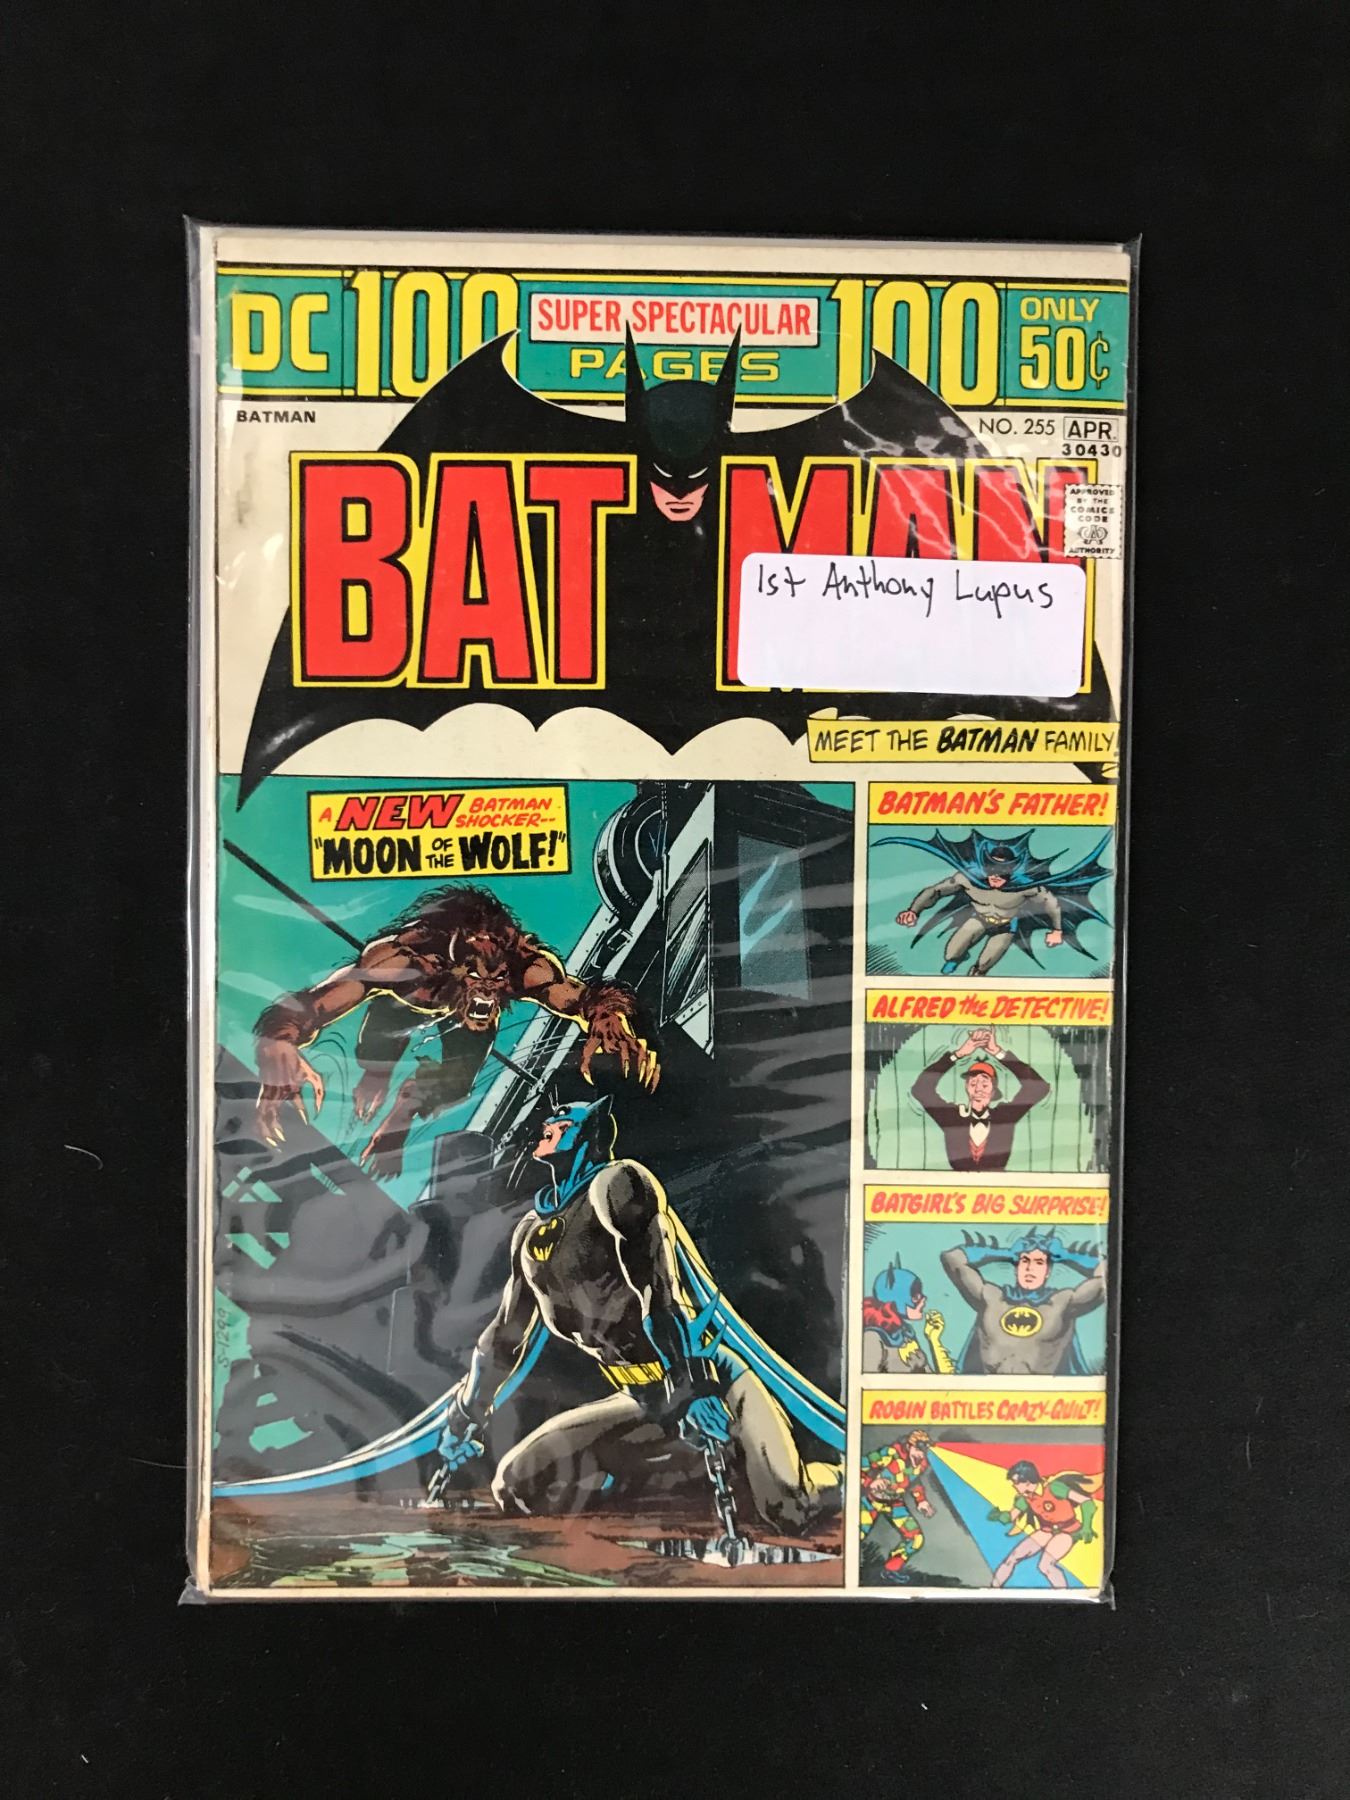 DC 100 SUPER SPECTACULAR 100 ONLY
PAGES 50¢
BATMAN
NO. 255 APR.
30430
BATMAN
APPROVED
BY THE
COMICS
CODE
AUTHORITY
1st Anthony Lupus
MEET THE BATMAN FAMILY
A NEW BATMAN
SHOCKER--
"MOON OF THE WOLF!"
BATMAN'S FATHER!
ALFRED the DETECTIVE!
BATGIRL'S BIG SURPRISE!
S-1299
ROBIN BATTLES CRAZY-QUILT!